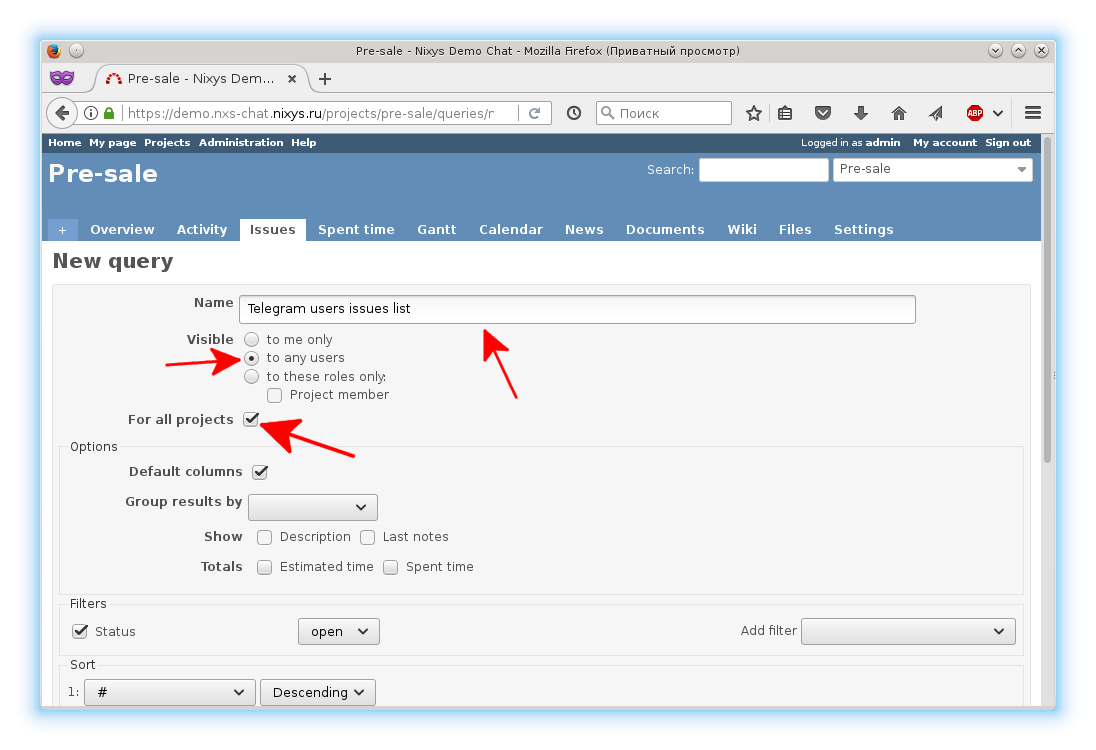 Pre-sale - Nixys Demo Chat - Mozilla Firefox (Приватный просмотр)
Pre-sale - Nixys Dem...
https://demo.nxs-chat.nixys.ru/projects/pre-sale/queries/r
Поиск
ABP
Home My page Projects Administration Help
Logged in as admin My account Sign out
Pre-sale
Search:
Pre-sale
+ Overview Activity Issues Spent time Gantt Calendar News Documents Wiki Files Settings
New query
Name Telegram users issues list
Visible to me only
to any users
to these roles only:
Project member
For all projects
Options
Default columns
Group results by
Show Description Last notes
Totals Estimated time Spent time
Filters
Status open Add filter
Sort
1: # Descending